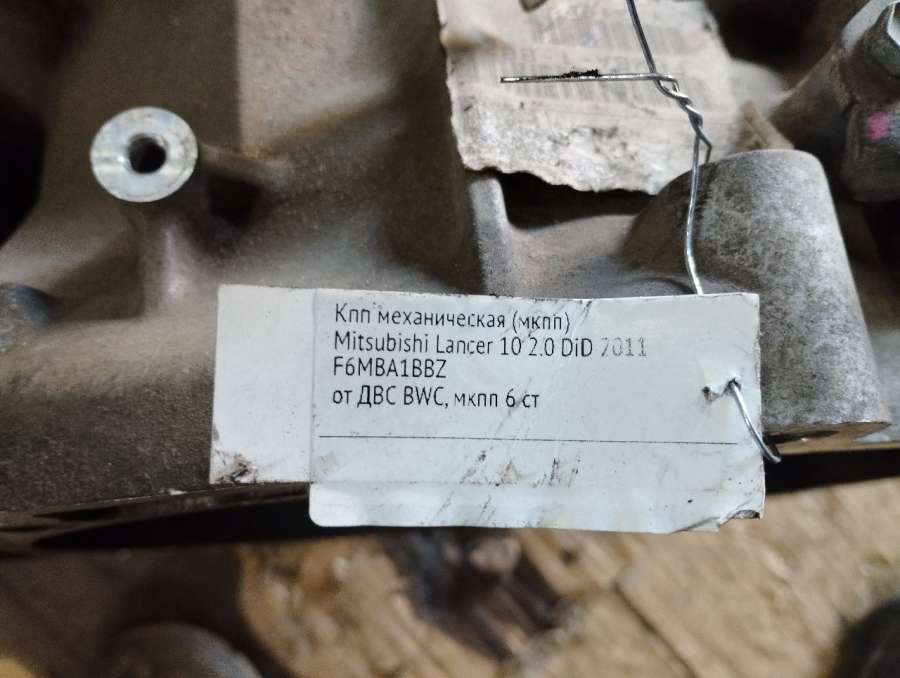 Кпп механическая (мкпп)
Mitsubishi Lancer 10 2.0 DiD 2011
F6MBA1BBZ
от ДВС BWC, мкпп 6 ст